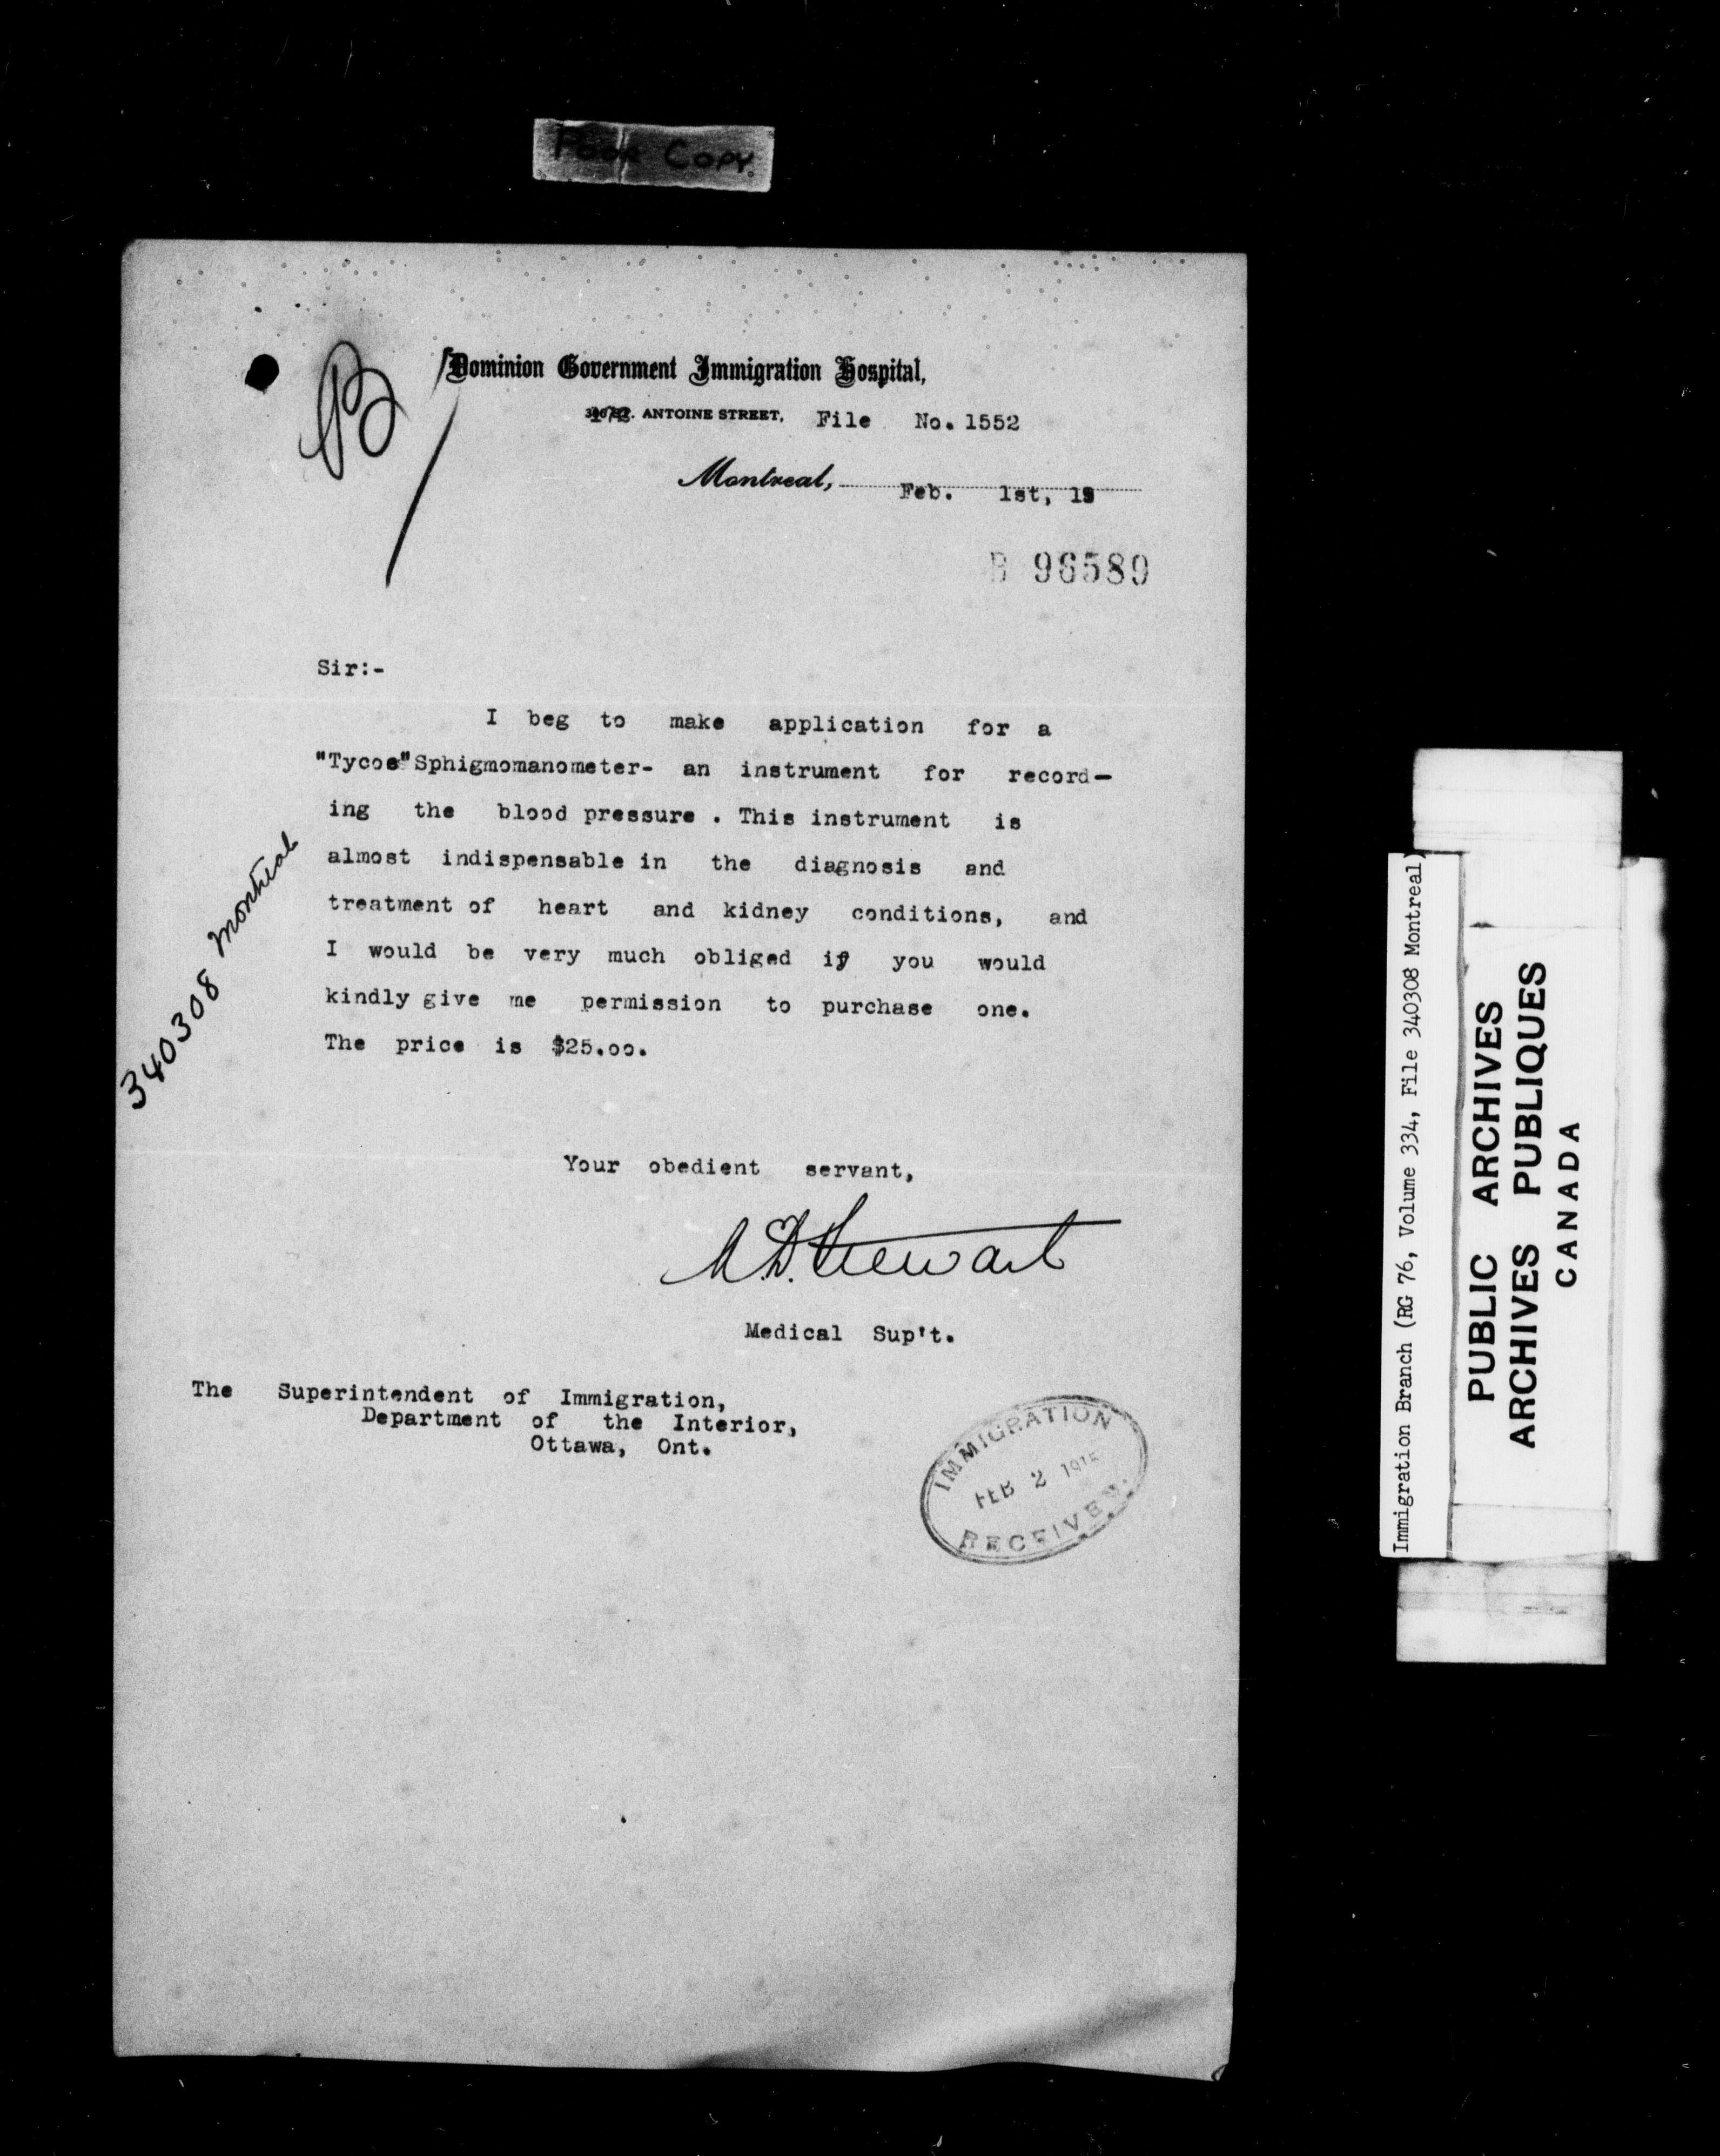 Poor Copy.
Dominion Government Immigration Hospital,
ANTOINE STREET, File No. 1552
Montreal, Feb. 1st, 15
B 96589
Sir:-
I beg to make application for a
"Tycos" Sphigmomanometer- an instrument for record-
ing the blood pressure . This instrument is
almost indispensable in the diagnosis and
treatment of heart and kidney conditions, and
I would be very much obliged if you would
kindly give me permission to purchase one.
The price is $25.oo.
340308 Montreal
Your obedient servant,
Stewart
Medical Sup't.
The Superintendent of Immigration,
Department of the Interior,
Ottawa, Ont.
IMMIGRATION
FEB 2 1915
RECEIVED.
Immigration Branch (RG 76, Volume 334, File 340308 Montreal)
PUBLIC ARCHIVES
ARCHIVES PUBLIQUES
CANADA